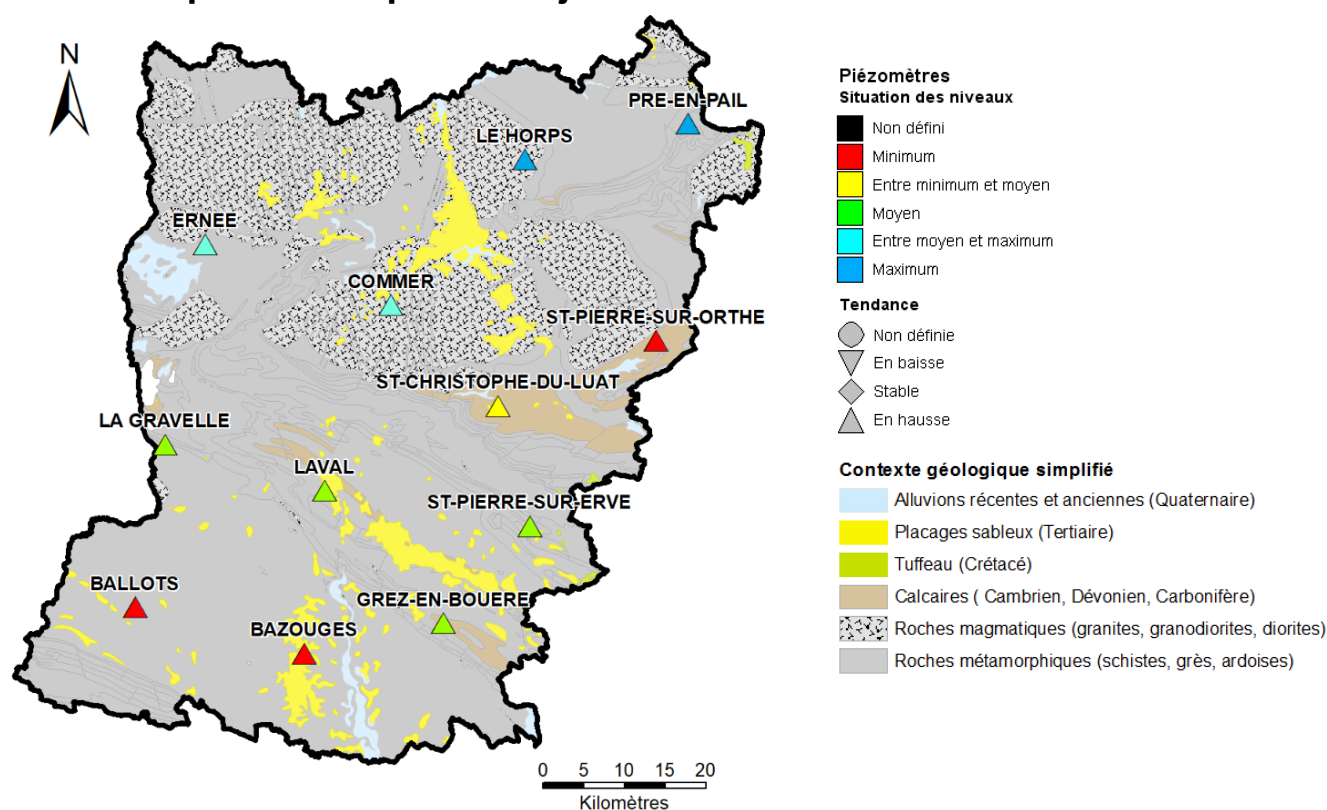 N
PRE-EN-PAIL
LE HORPS
ERNEE
COMMER
ST-PIERRE-SUR-ORTHE
ST-CHRISTOPHE-DU-LUAT
LA GRAVELLE
LAVAL
ST-PIERRE-SUR-ERVE
BALLOTS
GREZ-EN-BOUERE
BAZOUGES
0 5 10 15 20
Kilomètres
Piézomètres
Situation des niveaux
Non défini
Minimum
Entre minimum et moyen
Moyen
Entre moyen et maximum
Maximum
Tendance
Non définie
En baisse
Stable
En hausse
Contexte géologique simplifié
Alluvions récentes et anciennes (Quaternaire)
Placages sableux (Tertiaire)
Tuffeau (Crétacé)
Calcaires ( Cambrien, Dévonien, Carbonifère)
Roches magmatiques (granites, granodiorites, diorites)
Roches métamorphiques (schistes, grès, ardoises)